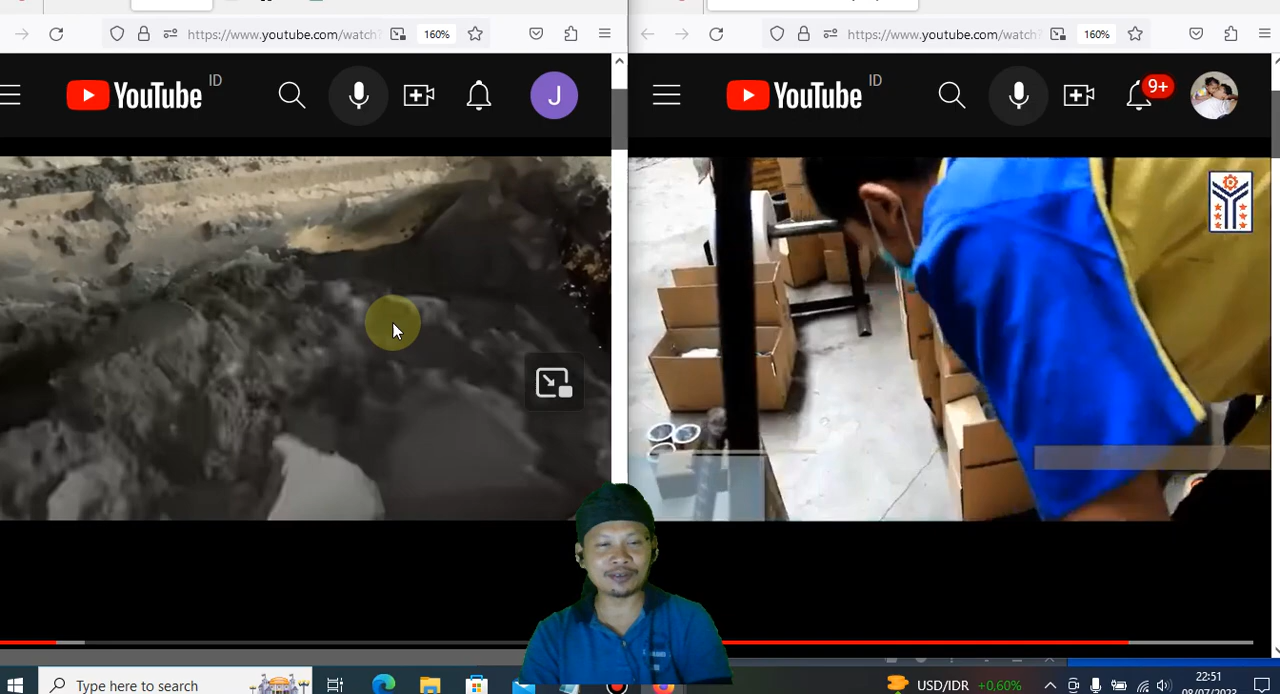 https://www.youtube.com/watch?
160%
https://www.youtube.com/watch?
160%
YouTube ID
J
YouTube ID
9+
Type here to search
USD/IDR +0,60%
22:51